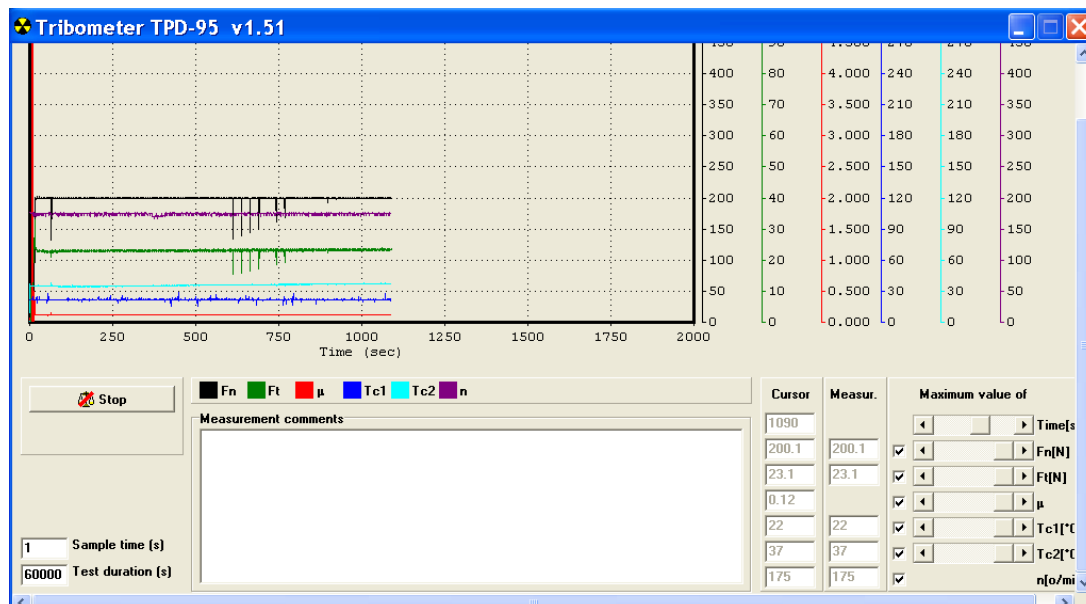 Tribometer TPD-95 v1.51
400 80 4.000 240 240 400
350 70 3.500 210 210 350
300 60 3.000 180 180 300
250 50 2.500 150 150 250
200 40 2.000 120 120 200
150 30 1.500 90 90 150
100 20 1.000 60 60 100
50 10 0.500 30 30 50
0 0 0.000 0 0 0
0 250 500 750 1000 1250 1500 1750 2000
Time (sec)
Stop
Fn Ft μ Tc1 Tc2 n
Measurement comments
Cursor Measur. Maximum value of
1090 Time[s
200.1 200.1 Fn[N]
23.1 23.1 Ft[N]
0.12 μ
22 22 Tc1[°C
37 37 Tc2[°C
175 175 n[o/mi
1 Sample time (s)
60000 Test duration (s)